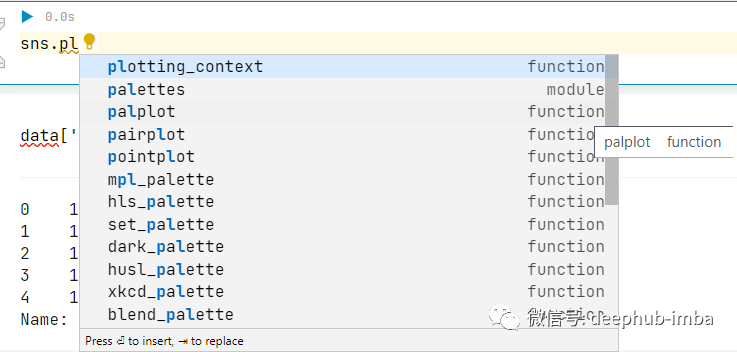 0.0s
sns.pl
plotting_context function
palettes module
palplot function
pairplot function
pointplot function
mpl_palette function
hls_palette function
set_palette function
dark_palette function
husl_palette function
xkcd_palette function
blend_palette function
Press ⏎ to insert, ⇥ to replace
palplot function
data['
0 1
1 1
2 1
3 1
4 1
Name:
微信号: deephub-imba